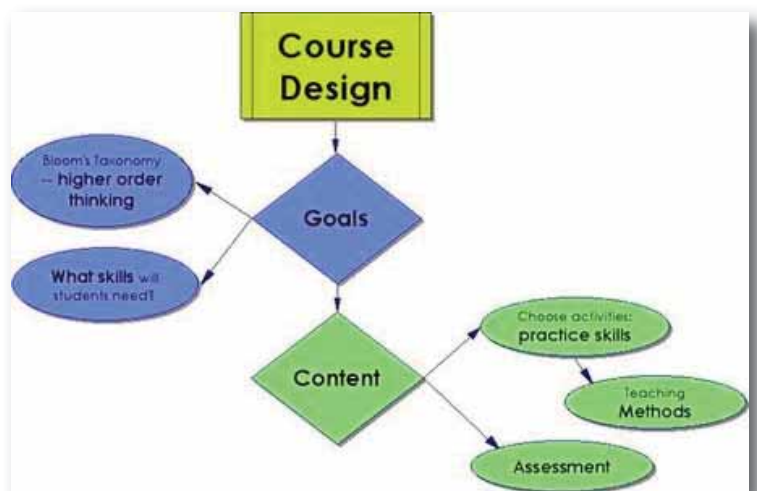 Course
Design
Bloom's Taxonomy
-- higher order
thinking
Goals
What skills will
students need?
Choose activities:
practice skills
Content
Teaching
Methods
Assessment